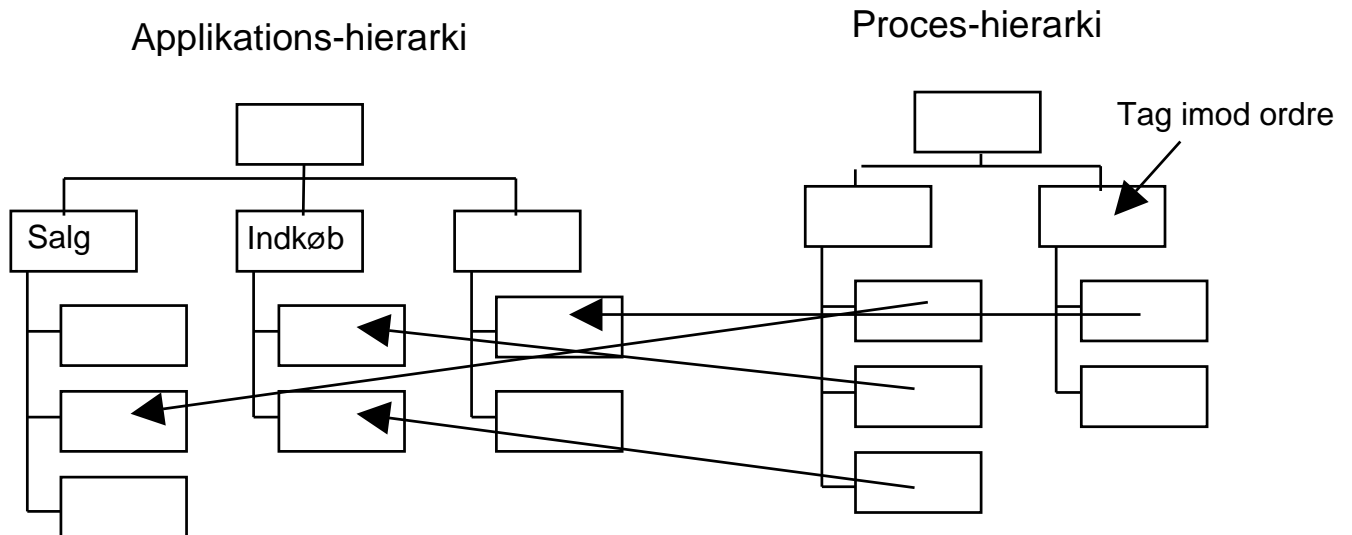 Applikations-hierarki
Proces-hierarki
Tag imod ordre
Salg
Indkøb